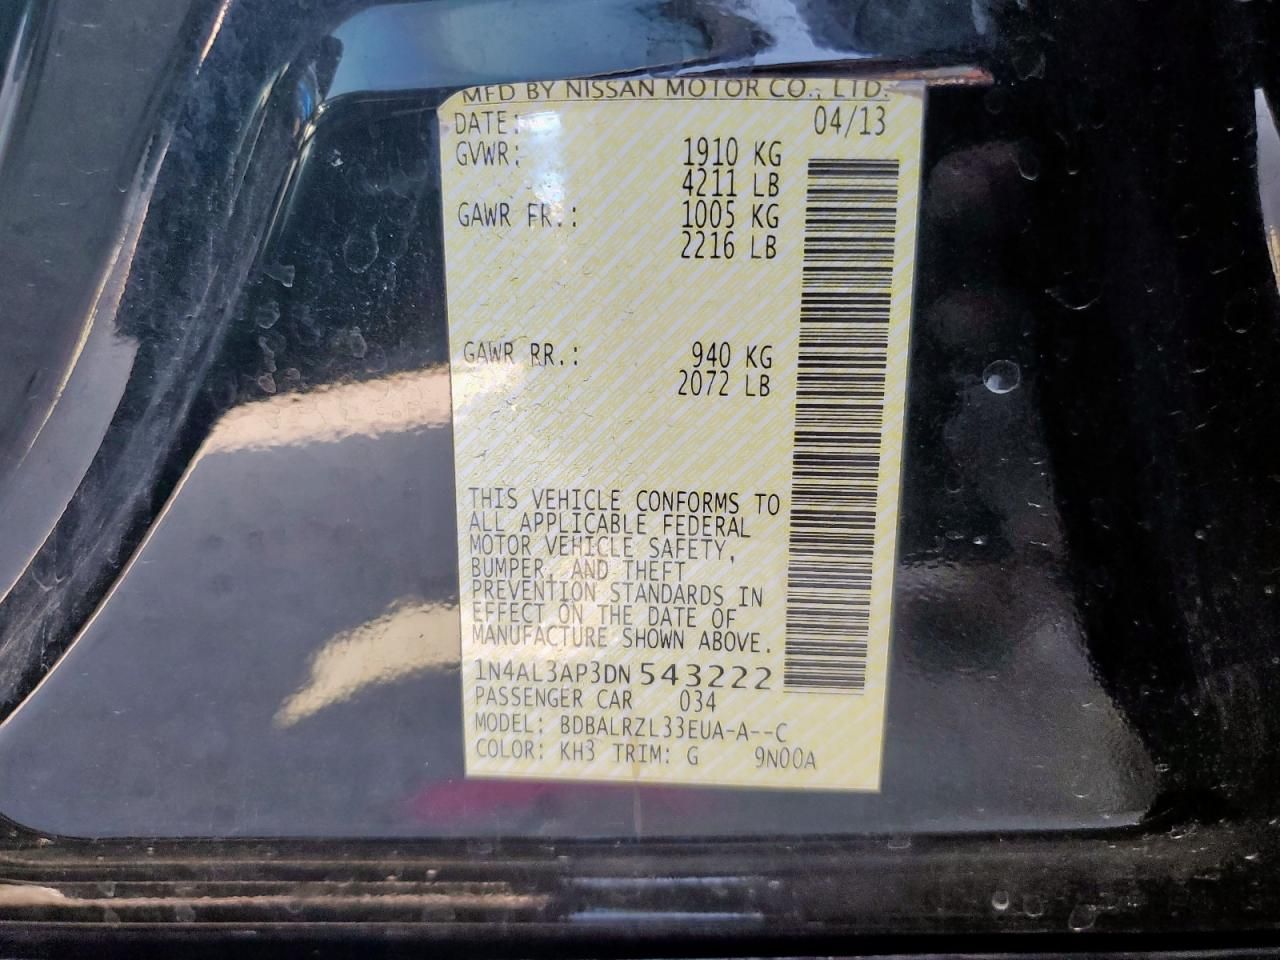 MFD BY NISSAN MOTOR CO., LTD.
DATE: 04/13
GVWR: 1910 KG
4211 LB
GAWR FR.: 1005 KG
2216 LB
GAWR RR.: 940 KG
2072 LB
THIS VEHICLE CONFORMS TO
ALL APPLICABLE FEDERAL
MOTOR VEHICLE SAFETY,
BUMPER, AND THEFT
PREVENTION STANDARDS IN
EFFECT ON THE DATE OF
MANUFACTURE SHOWN ABOVE.
1N4AL3AP3DN543222
PASSENGER CAR 034
MODEL: BDBALRZL33EUA-A--C
COLOR: KH3 TRIM: G 9N00A